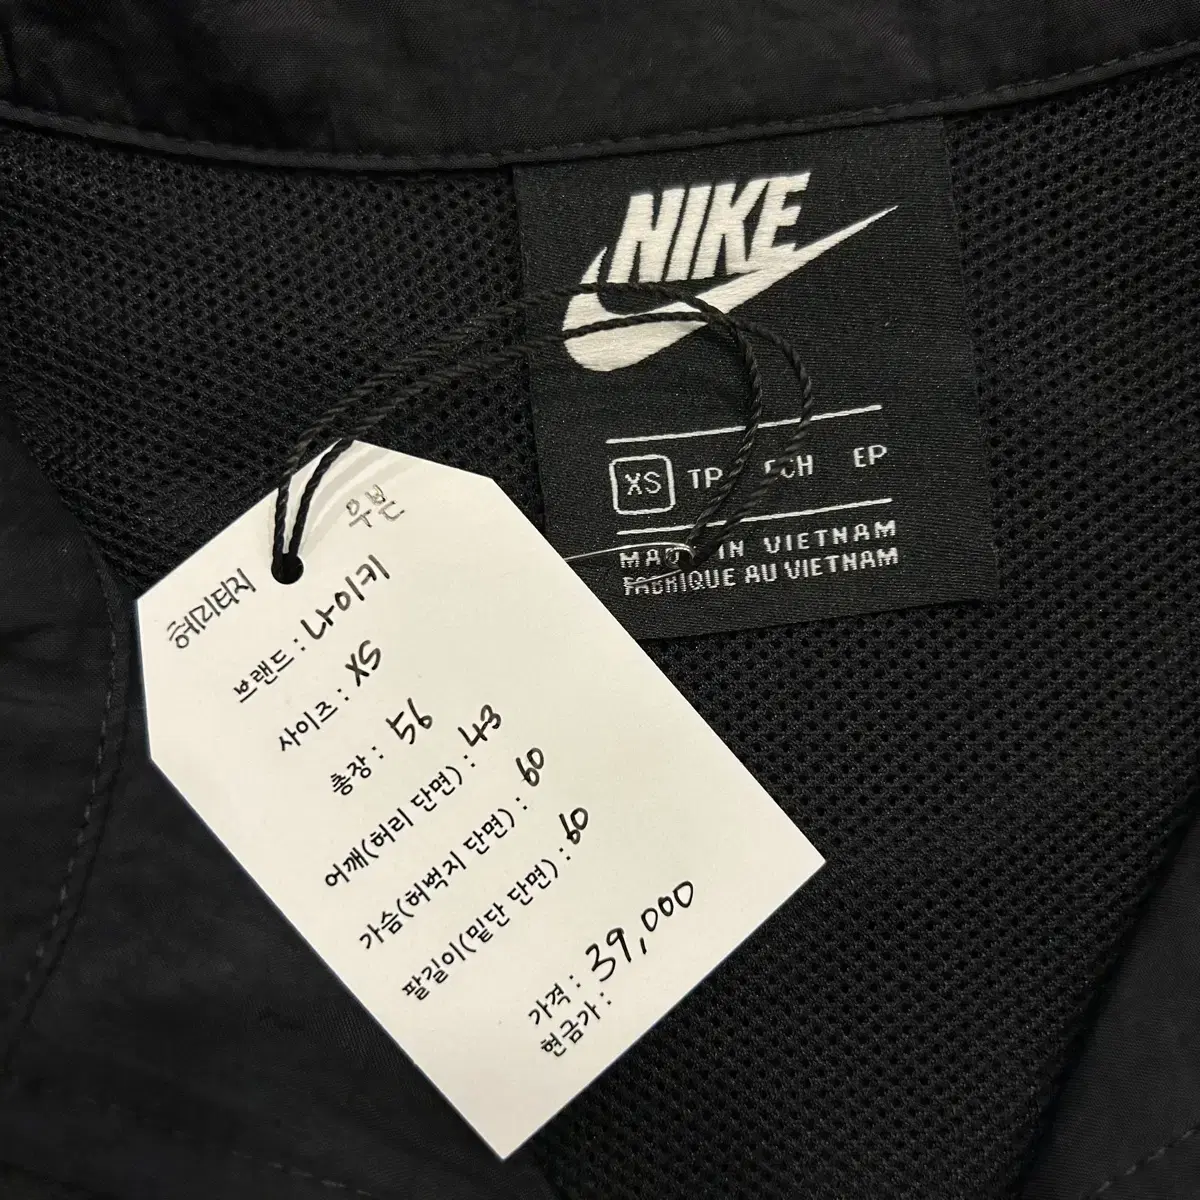 NIKE
XS TP ECH EP
MADE IN VIETNAM
FABRIQUE AU VIETNAM
우본
헤리티지
브랜드 : 나이키
사이즈 : XS
총장 : 56
어깨(허리 단면) : 43
가슴(허벅지 단면) : 60
팔길이(밑단 단면) : 60
가격 : 39,000
현금가 :